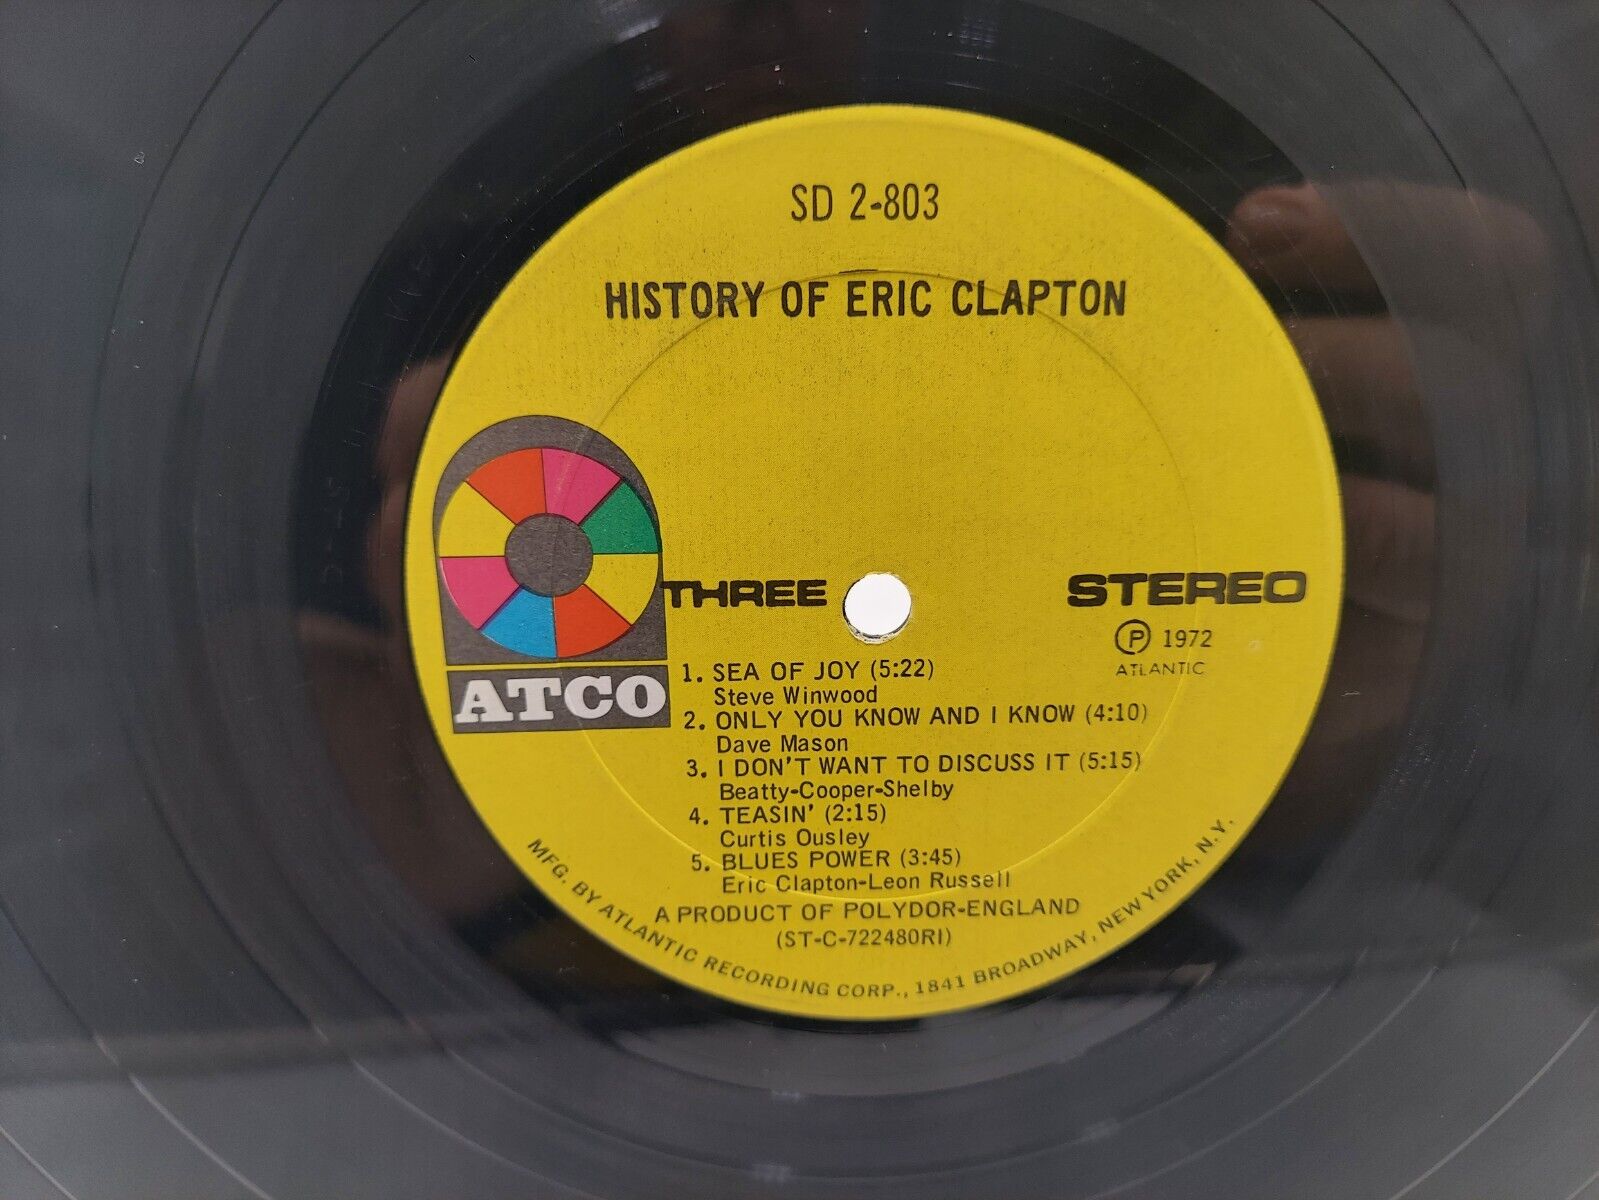 SD 2-803
HISTORY OF ERIC CLAPTON
THREE
STEREO
Ⓟ 1972
ATLANTIC
ATCO
1. SEA OF JOY (5:22)
Steve Winwood
2. ONLY YOU KNOW AND I KNOW (4:10)
Dave Mason
3. I DON'T WANT TO DISCUSS IT (5:15)
Beatty-Cooper-Shelby
4. TEASIN' (2:15)
Curtis Ousley
5. BLUES POWER (3:45)
Eric Clapton-Leon Russell
A PRODUCT OF POLYDOR-ENGLAND
(ST-C-722480RI)
MFG. BY ATLANTIC RECORDING CORP., 1841 BROADWAY, NEW YORK, N.Y.